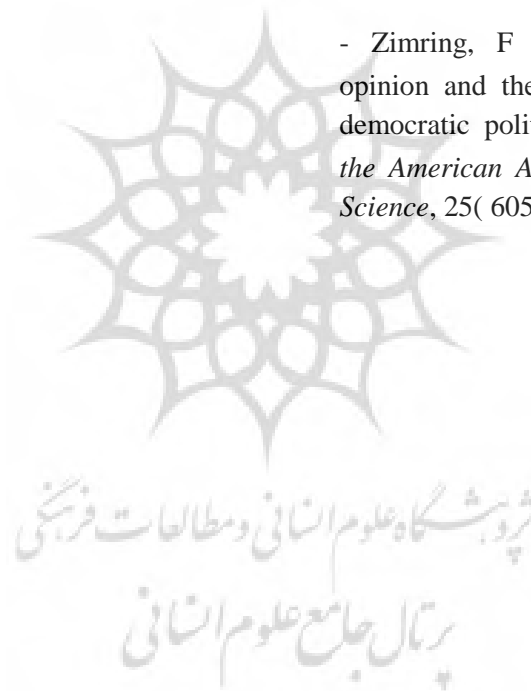 - Zimring, F
opinion and the
democratic polit
the American A
Science, 25( 605
پژوهشگاه علوم انسانی و مطالعات فرهنگی
پرتال جامع علوم انسانی